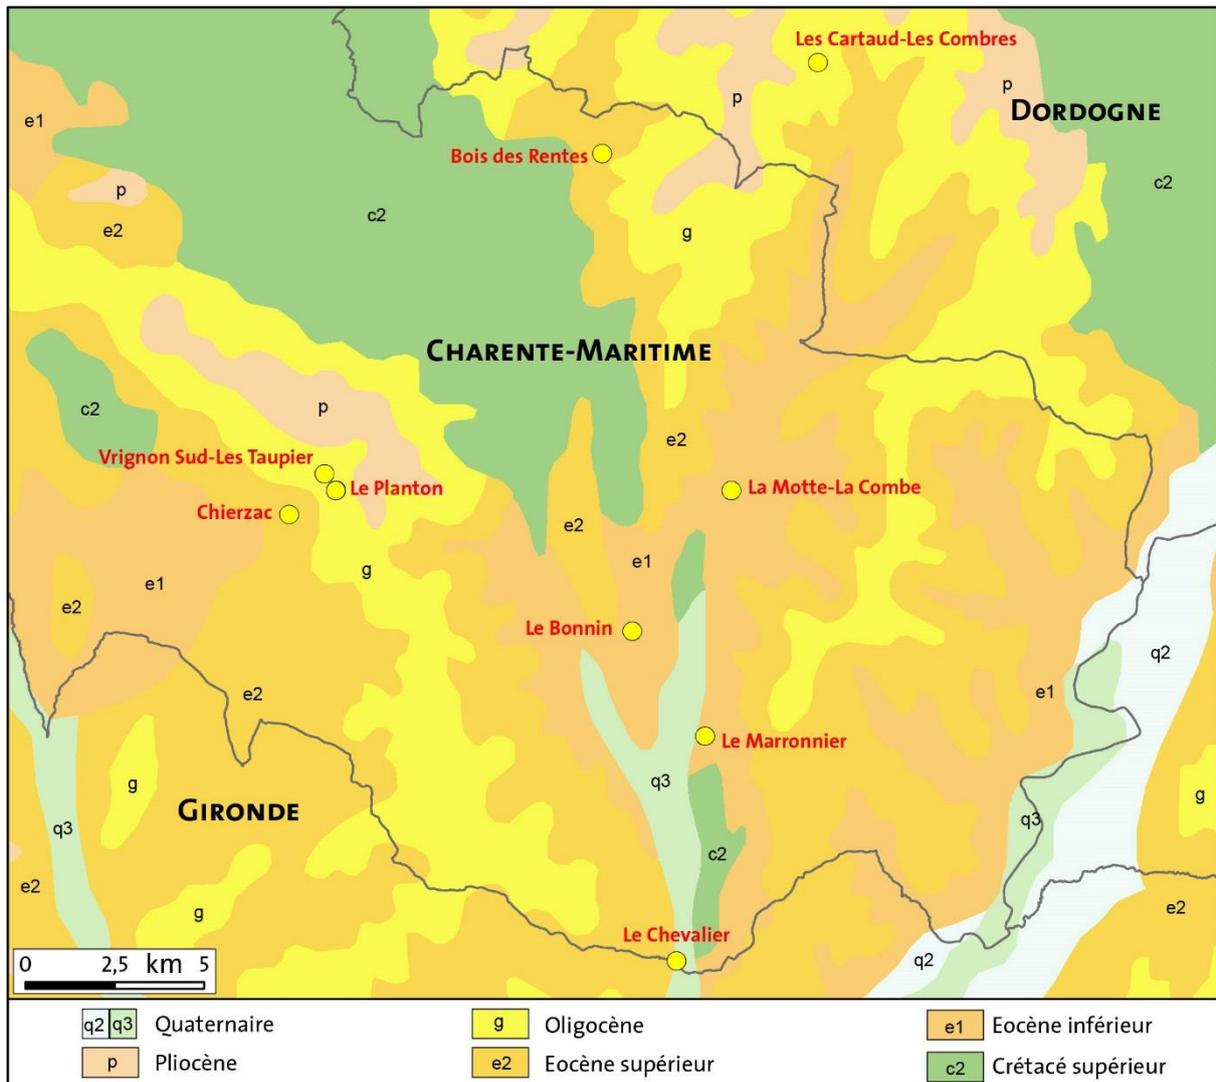 Les Cartaud-Les Combres
p
p
DORDOGNE
e1
Bois des Rentes
c2
p
c2
e2
g
CHARENTE-MARITIME
c2
p
e2
Vrignon Sud-Les Taupier
Le Planton
La Motte-La Combe
Chierzac
e2
e1
g
e1
e2
Le Bonnin
q2
e2
e1
Le Marronnier
g
q3
g
GIRONDE
q3
q3
c2
e2
g
e2
Le Chevalier
q2
0 2,5 km 5
q2 q3 Quaternaire
g Oligocène
e1 Eocène inférieur
p Pliocène
e2 Eocène supérieur
c2 Crétacé supérieur